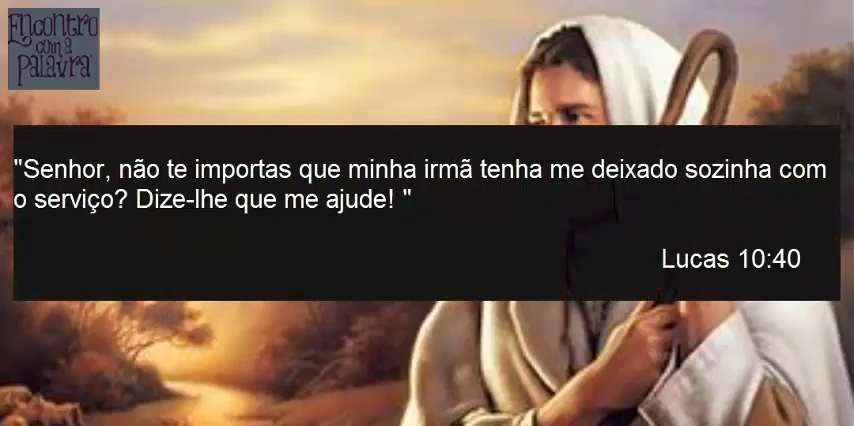 Encontro
com a
Palavra
"Senhor, não te importas que minha irmã tenha me deixado sozinha com
o serviço? Dize-lhe que me ajude! "
Lucas 10:40